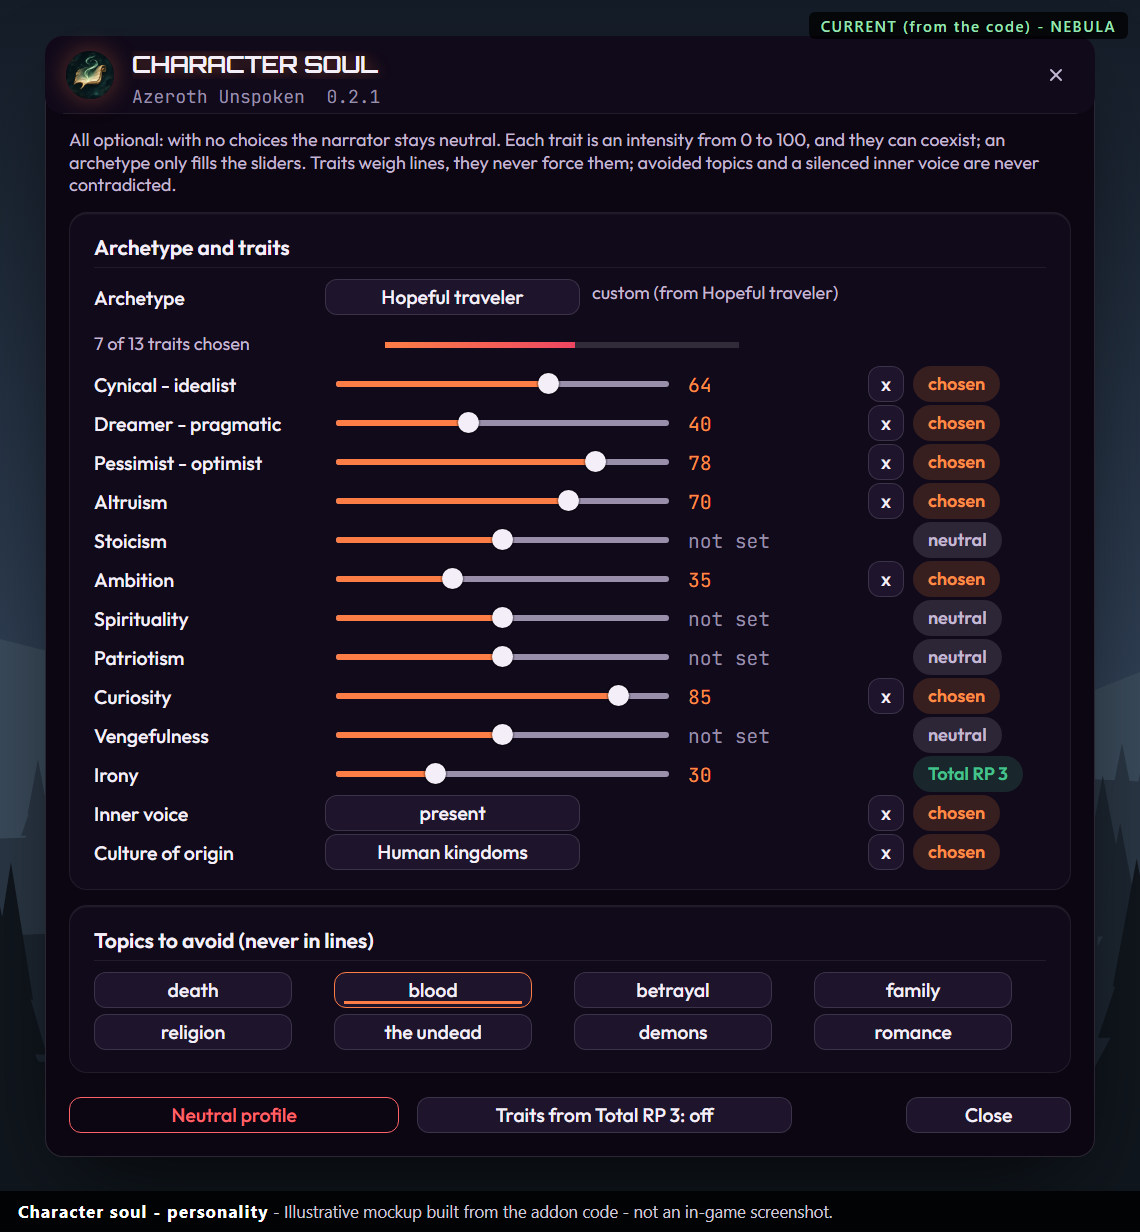 CURRENT (from the code) - NEBULA
CHARACTER SOUL
Azeroth Unspoken 0.2.1
×
All optional: with no choices the narrator stays neutral. Each trait is an intensity from 0 to 100, and they can coexist; an
archetype only fills the sliders. Traits weigh lines, they never force them; avoided topics and a silenced inner voice are never
contradicted.
Archetype and traits
Archetype Hopeful traveler custom (from Hopeful traveler)
7 of 13 traits chosen
Cynical - idealist 64 x chosen
Dreamer - pragmatic 40 x chosen
Pessimist - optimist 78 x chosen
Altruism 70 x chosen
Stoicism not set neutral
Ambition 35 x chosen
Spirituality not set neutral
Patriotism not set neutral
Curiosity 85 x chosen
Vengefulness not set neutral
Irony 30 Total RP 3
Inner voice present x chosen
Culture of origin Human kingdoms x chosen
Topics to avoid (never in lines)
death blood betrayal family
religion the undead demons romance
Neutral profile Traits from Total RP 3: off Close
Character soul - personality - Illustrative mockup built from the addon code - not an in-game screenshot.